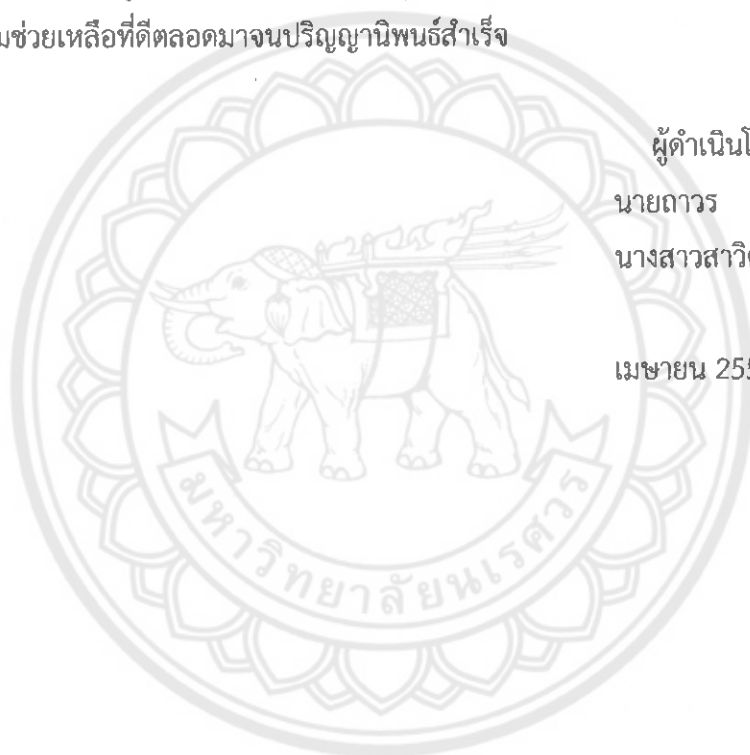 ช่วยเหลือที่ดีตลอดมาจนปริญญานิพนธ์สำเร็จ
ผู้ดำเนิน
นายถาวร
นางสาวสาวิ
เมษายน 255
มหาวิทยาลัยนเรศวร